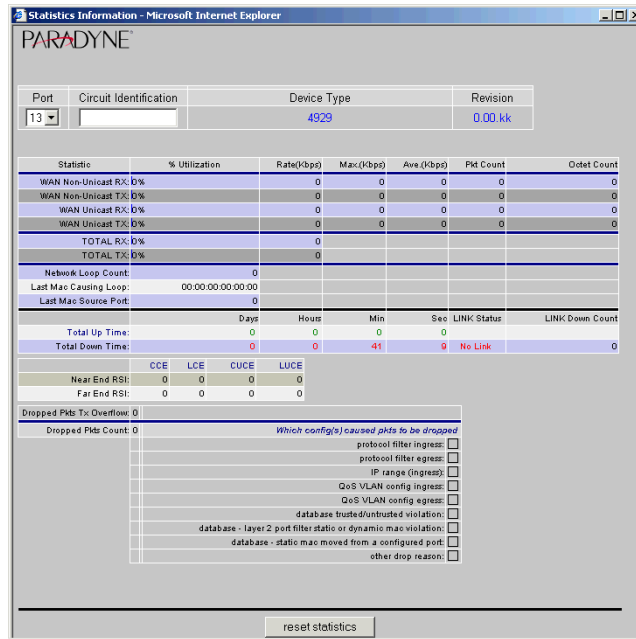 Statistics Information - Microsoft Internet Explorer
PARADYNE
Port Circuit Identification Device Type Revision
13 4929 0.00.kk
Statistic % Utilization Rate(Kbps) Max.(Kbps) Ave.(Kbps) Pkt Count Octet Count
WAN Non-Unicast RX: 0% 0 0 0 0 0
WAN Non-Unicast TX: 0% 0 0 0 0 0
WAN Unicast RX: 0% 0 0 0 0 0
WAN Unicast TX: 0% 0 0 0 0 0
TOTAL RX: 0% 0
TOTAL TX: 0% 0
Network Loop Count: 0
Last Mac Causing Loop: 00:00:00:00:00:00
Last Mac Source Port: 0
Days Hours Min Sec LINK Status LINK Down Count
Total Up Time: 0 0 0 0
Total Down Time: 0 0 41 9 No Link 0
CCE LCE CUCE LUCE
Near End RSI: 0 0 0 0
Far End RSI: 0 0 0 0
Dropped Pkts Tx Overflow: 0
Dropped Pkts Count: 0 Which config(s) caused pkts to be dropped
protocol filter ingress:
protocol filter egress:
IP range (ingress):
QoS VLAN config ingress:
QoS VLAN config egress:
database trusted/untrusted violation:
database - layer 2 port filter static or dynamic mac violation:
database - static mac moved from a configured port:
other drop reason:
reset statistics